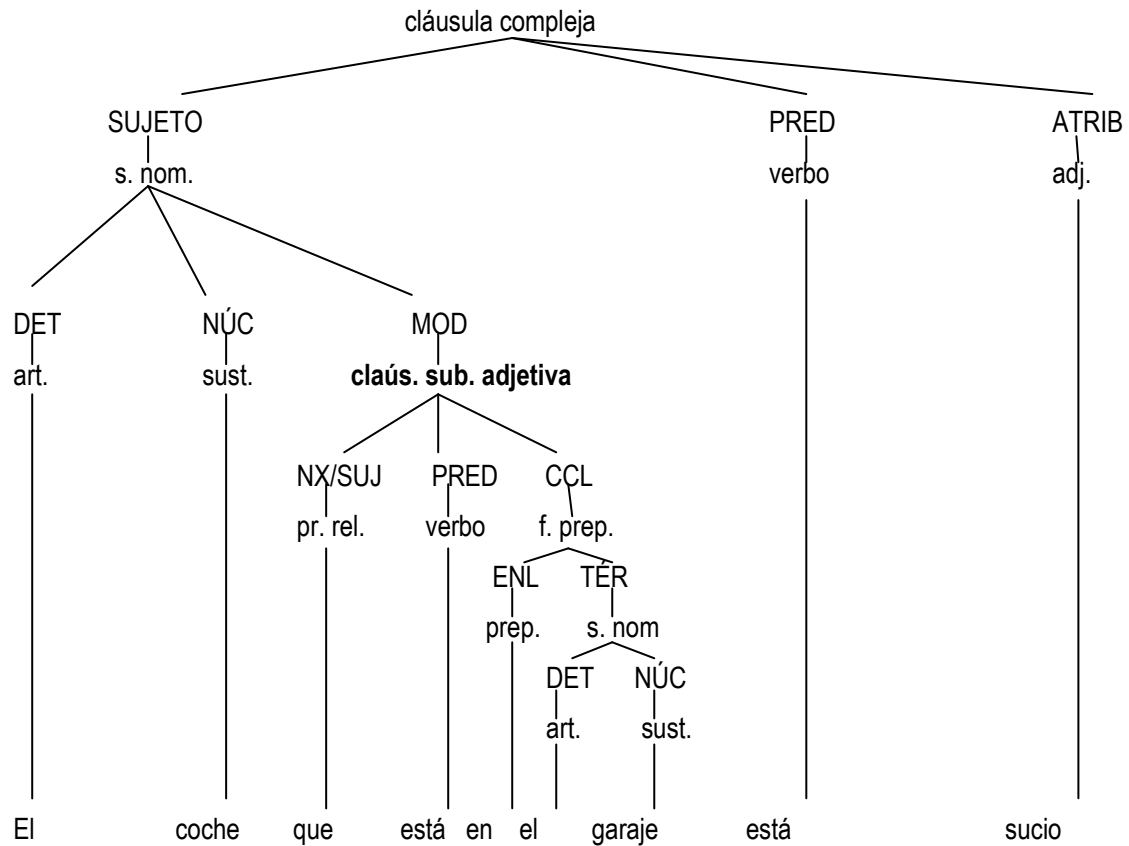 cláusula compleja
SUJETO PRED ATRIB
s. nom. verbo adj.
DET NÚC MOD
art. sust. claús. sub. adjetiva
NX/SUJ PRED CCL
pr. rel. verbo f. prep.
ENL TÉR
prep. s. nom
DET NÚC
art. sust.
El coche que está en el garaje está sucio